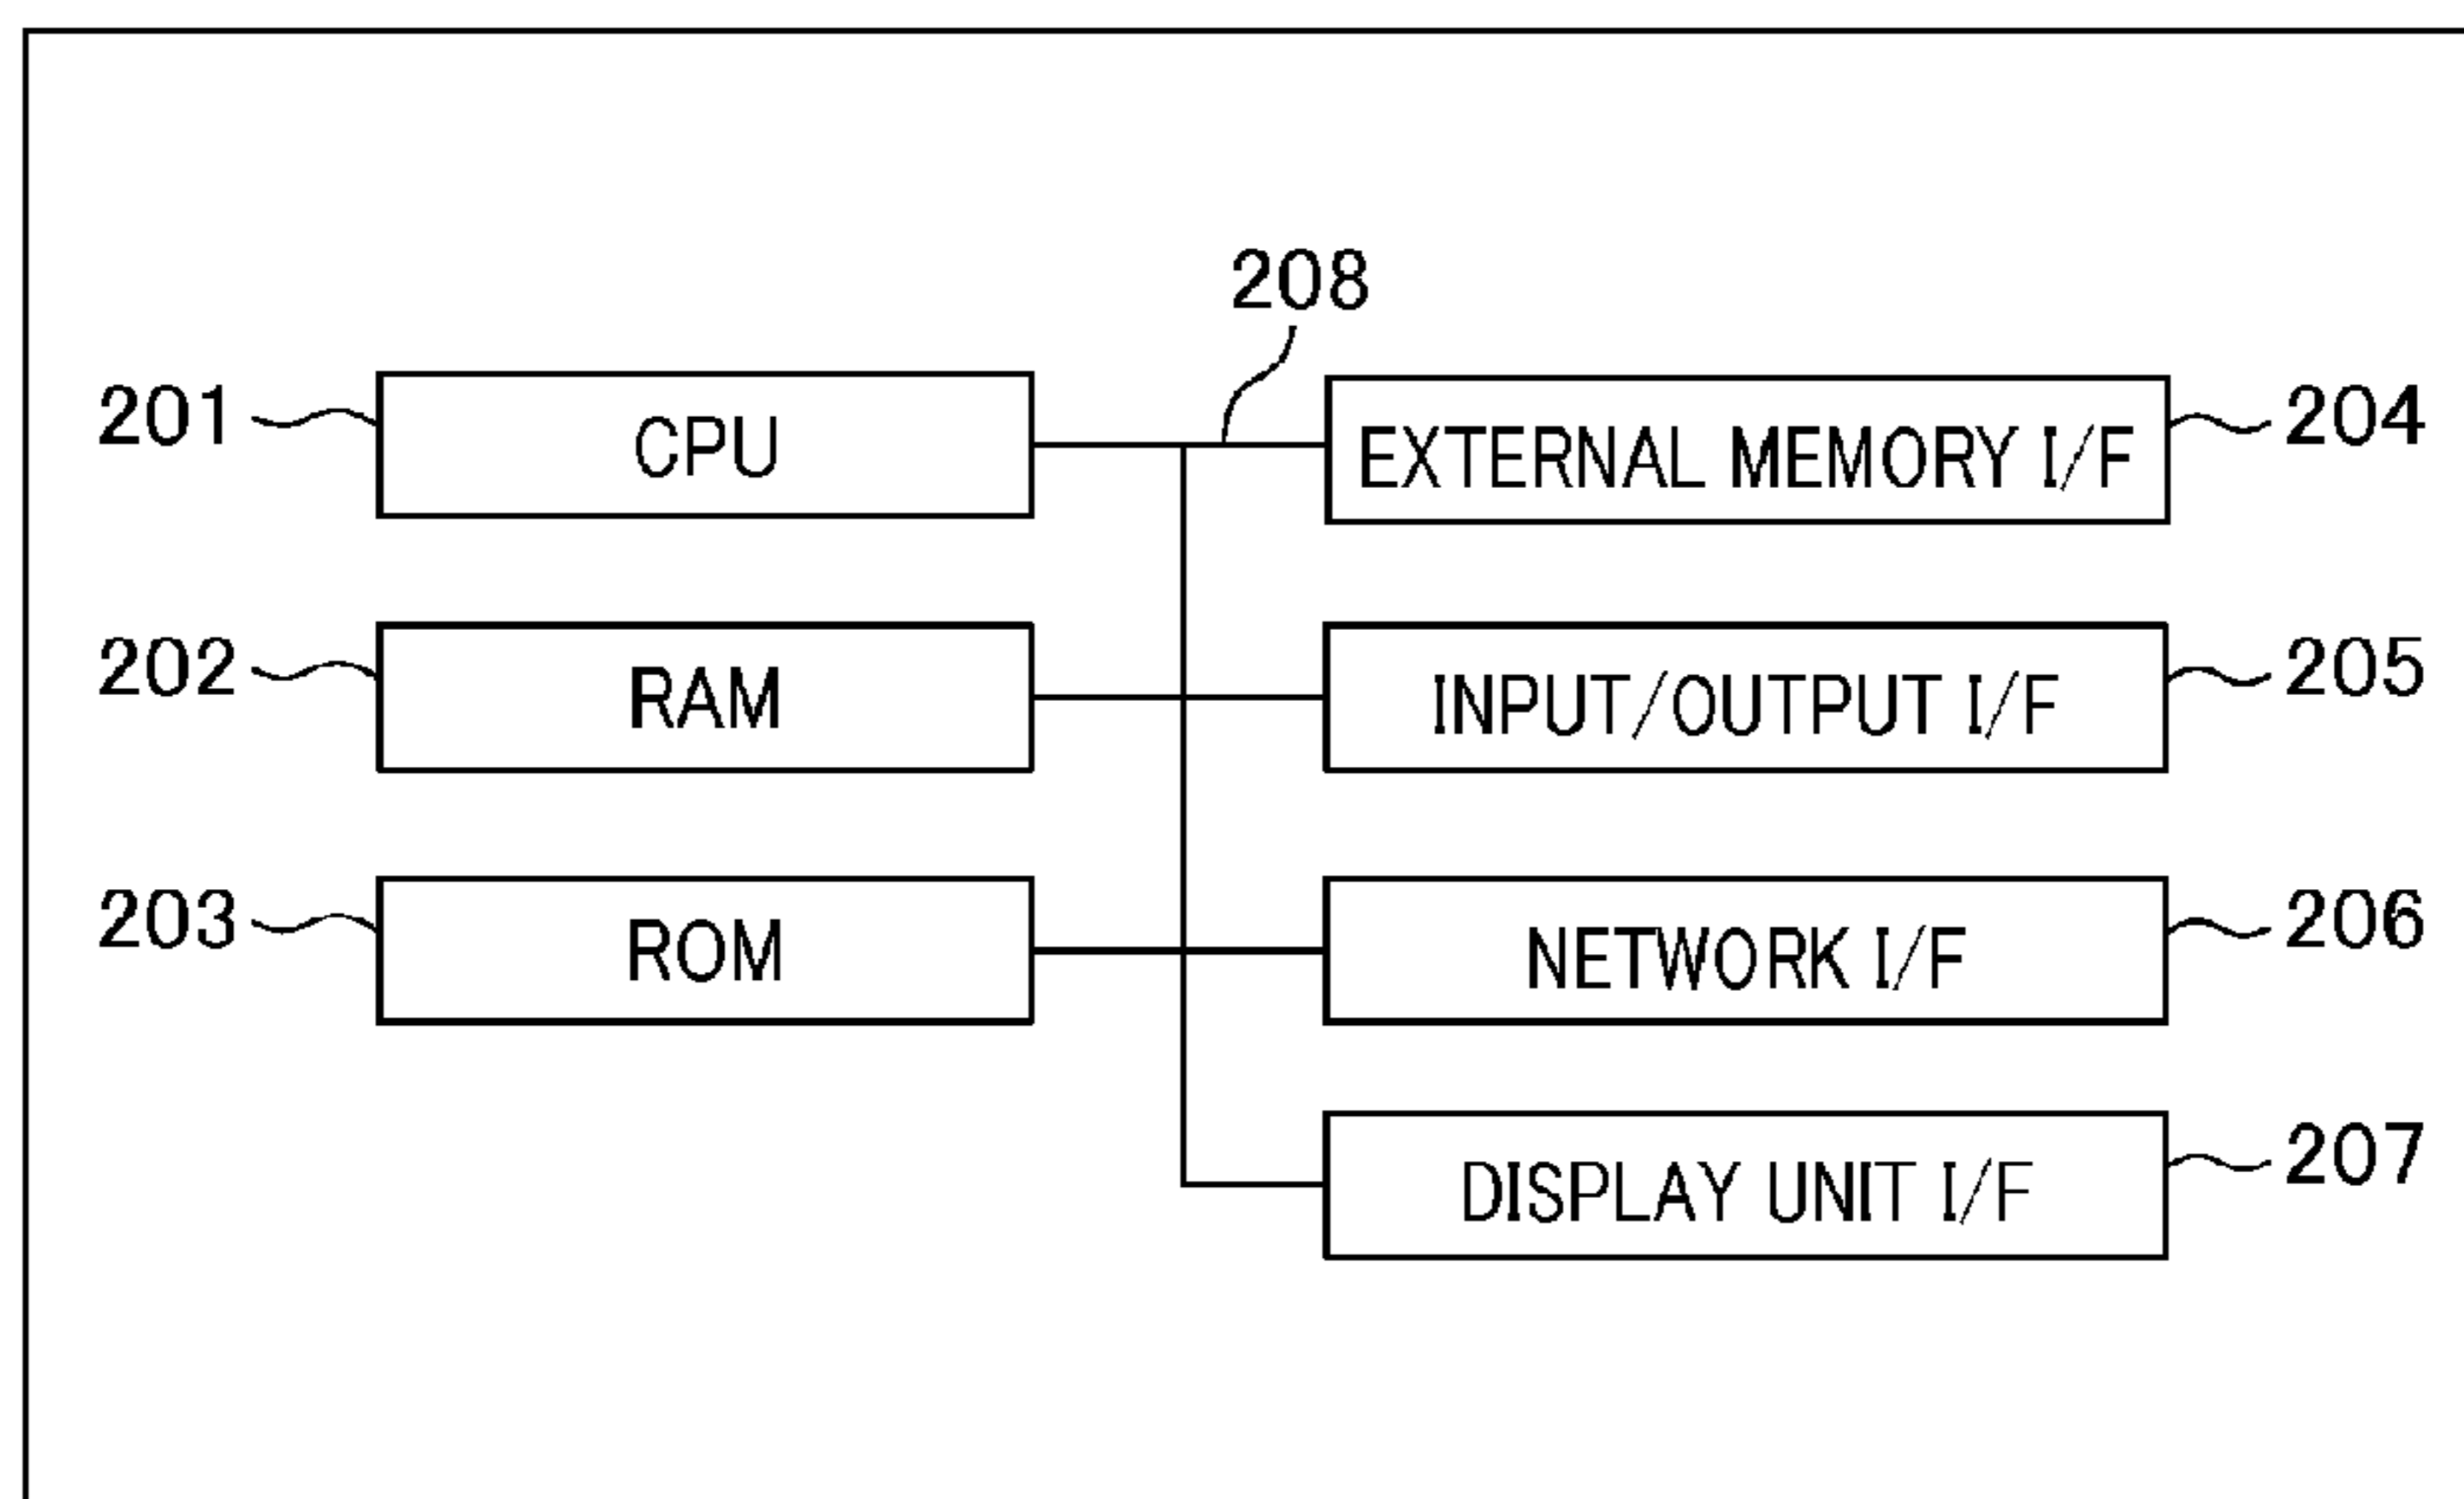 208
201 CPU EXTERNAL MEMORY I/F 204
202 RAM INPUT/OUTPUT I/F 205
203 ROM NETWORK I/F 206
DISPLAY UNIT I/F 207